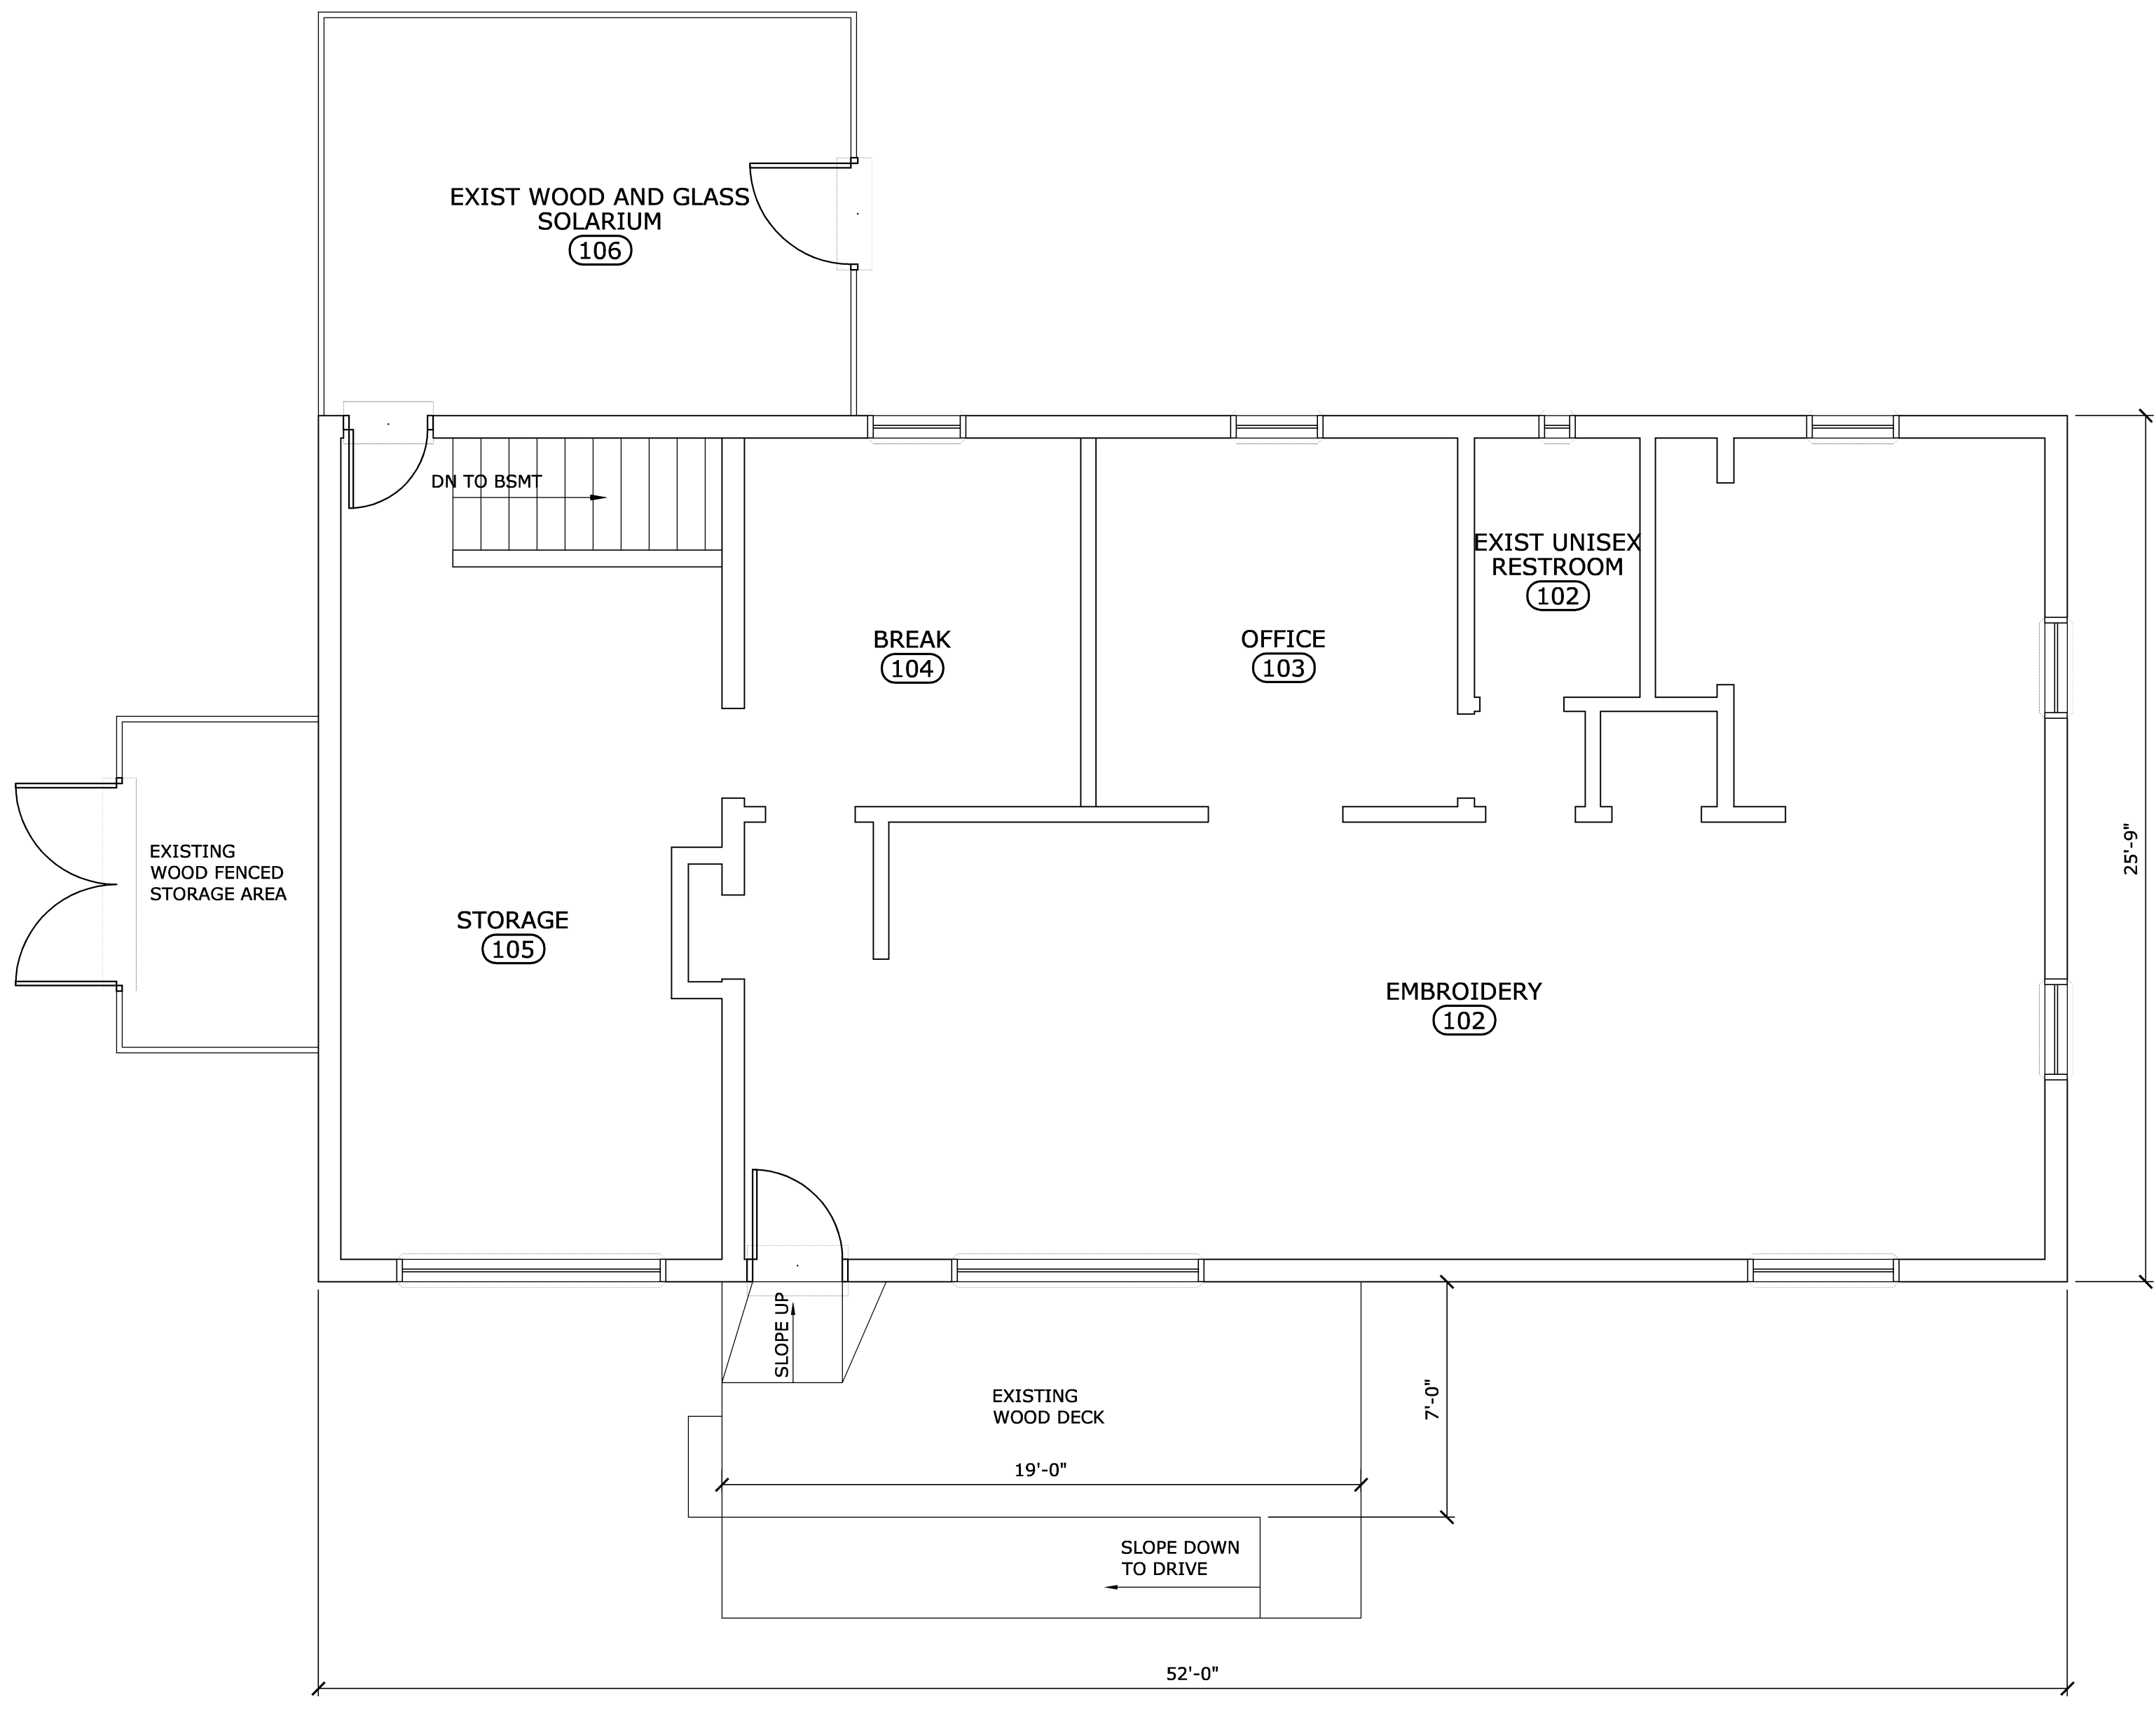 EXIST WOOD AND GLASS
SOLARIUM
106
DN TO BSMT
EXIST UNISEX
RESTROOM
102
BREAK
104
OFFICE
103
EXISTING
WOOD FENCED
STORAGE AREA
STORAGE
105
EMBROIDERY
102
25'-9"
SLOPE UP
EXISTING
WOOD DECK
7'-0"
19'-0"
SLOPE DOWN
TO DRIVE
52'-0"